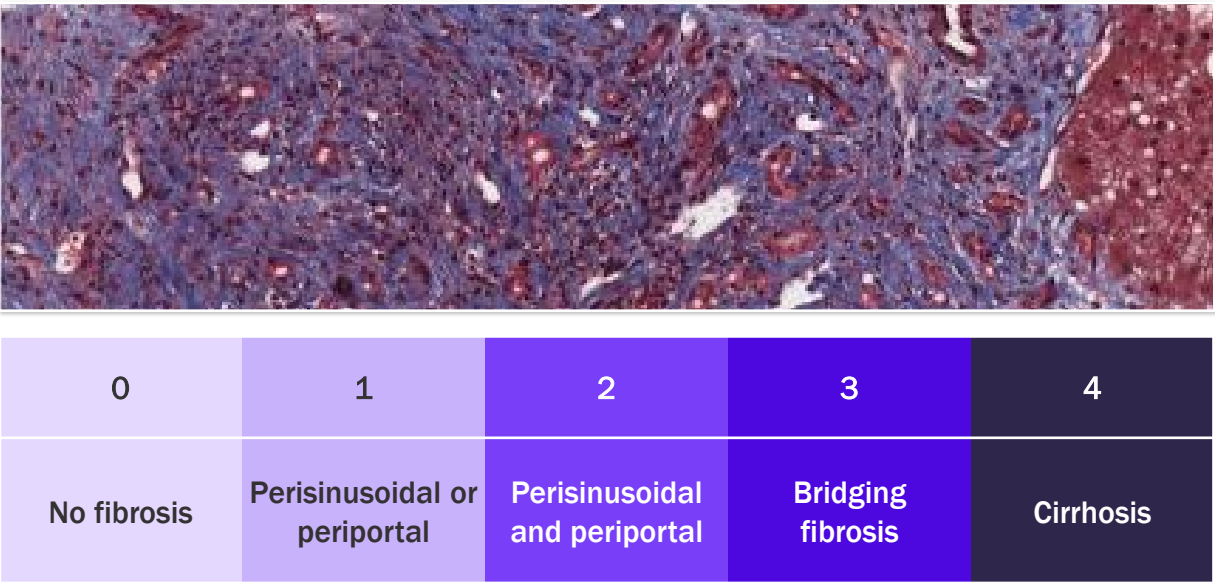 0
1
2
3
4
No fibrosis
Perisinusoidal or
periportal
Perisinusoidal
and periportal
Bridging
fibrosis
Cirrhosis